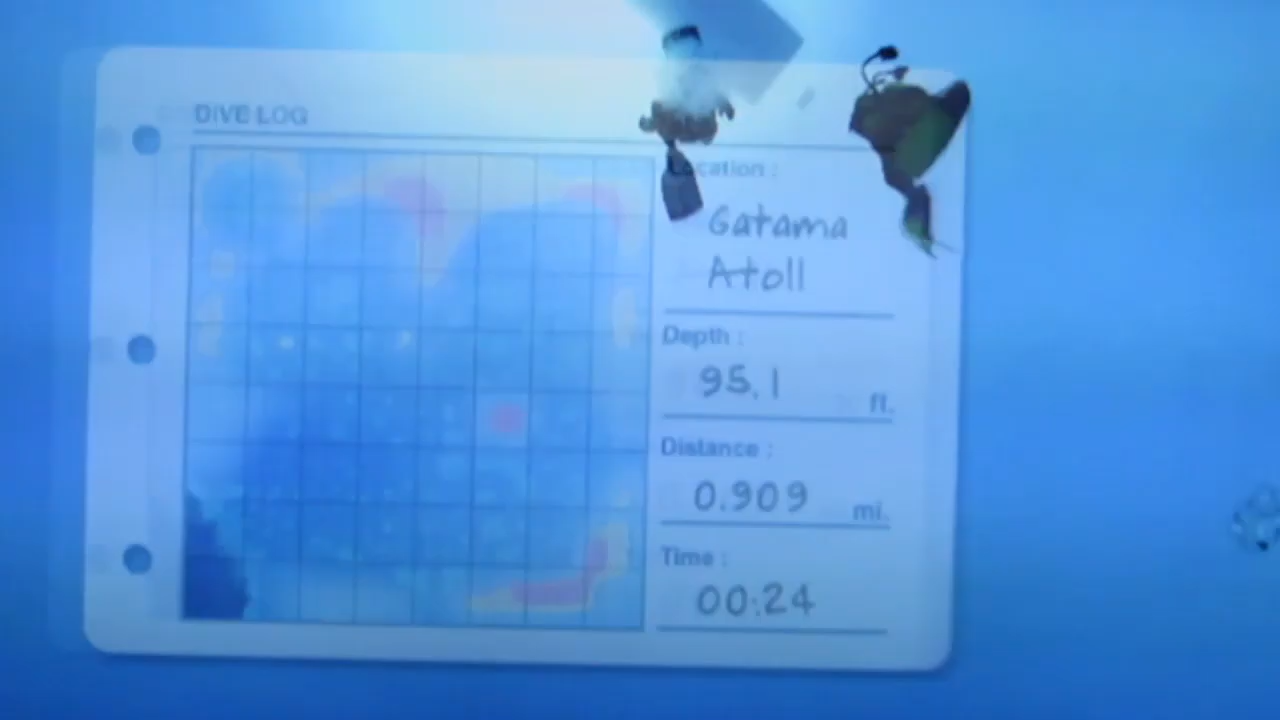 DIVE LOG
Location :
Gatama
Atoll
Depth :
95.1 ft.
Distance :
0.909 mi.
Time :
00:24